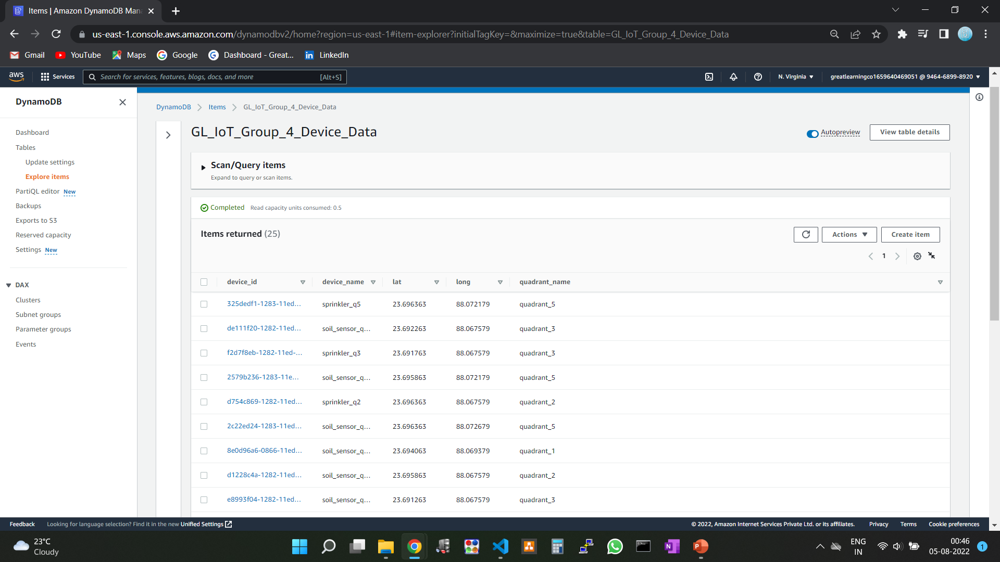 Items | Amazon DynamoDB Mana
us-east-1.console.aws.amazon.com/dynamodbv2/home?region=us-east-1#item-explorer?initialTagKey=&maximize=true&table=GL_IoT_Group_4_Device_Data
Gmail YouTube Maps Google Dashboard - Great... LinkedIn
aws Services Search for services, features, blogs, docs, and more [Alt+S] N. Virginia greatlearningco1659640469051 @ 9464-6899-8920
DynamoDB
Dashboard
Tables
Update settings
Explore items
PartiQL editor New
Backups
Exports to S3
Reserved capacity
Settings New
DAX
Clusters
Subnet groups
Parameter groups
Events
DynamoDB Items GL_IoT_Group_4_Device_Data
GL_IoT_Group_4_Device_Data
Autopreview View table details
Scan/Query items
Expand to query or scan items.
Completed Read capacity units consumed: 0.5
Items returned (25)
Actions Create item
1
device_id device_name lat long quadrant_name
325dedf1-1283-11ed... sprinkler_q5 23.696363 88.072179 quadrant_5
de111f20-1282-11ed... soil_sensor_q... 23.692263 88.067579 quadrant_3
f2d7f8eb-1282-11ed-... sprinkler_q3 23.691763 88.067579 quadrant_3
2579b236-1283-11e... soil_sensor_q... 23.695863 88.072179 quadrant_5
d754c869-1282-11ed... sprinkler_q2 23.696363 88.067579 quadrant_2
2c22ed24-1283-11ed... soil_sensor_q... 23.696363 88.072679 quadrant_5
8e0d96a6-0866-11ed... soil_sensor_q... 23.694063 88.069379 quadrant_1
d1228c4a-1282-11ed... soil_sensor_q... 23.695863 88.067579 quadrant_2
e8993f04-1282-11ed... soil_sensor_q... 23.691263 88.067579 quadrant_3
Feedback Looking for language selection? Find it in the new Unified Settings © 2022, Amazon Internet Services Private Ltd. or its affiliates. Privacy Terms Cookie preferences
23°C
Cloudy
ENG
IN
00:46
05-08-2022
1